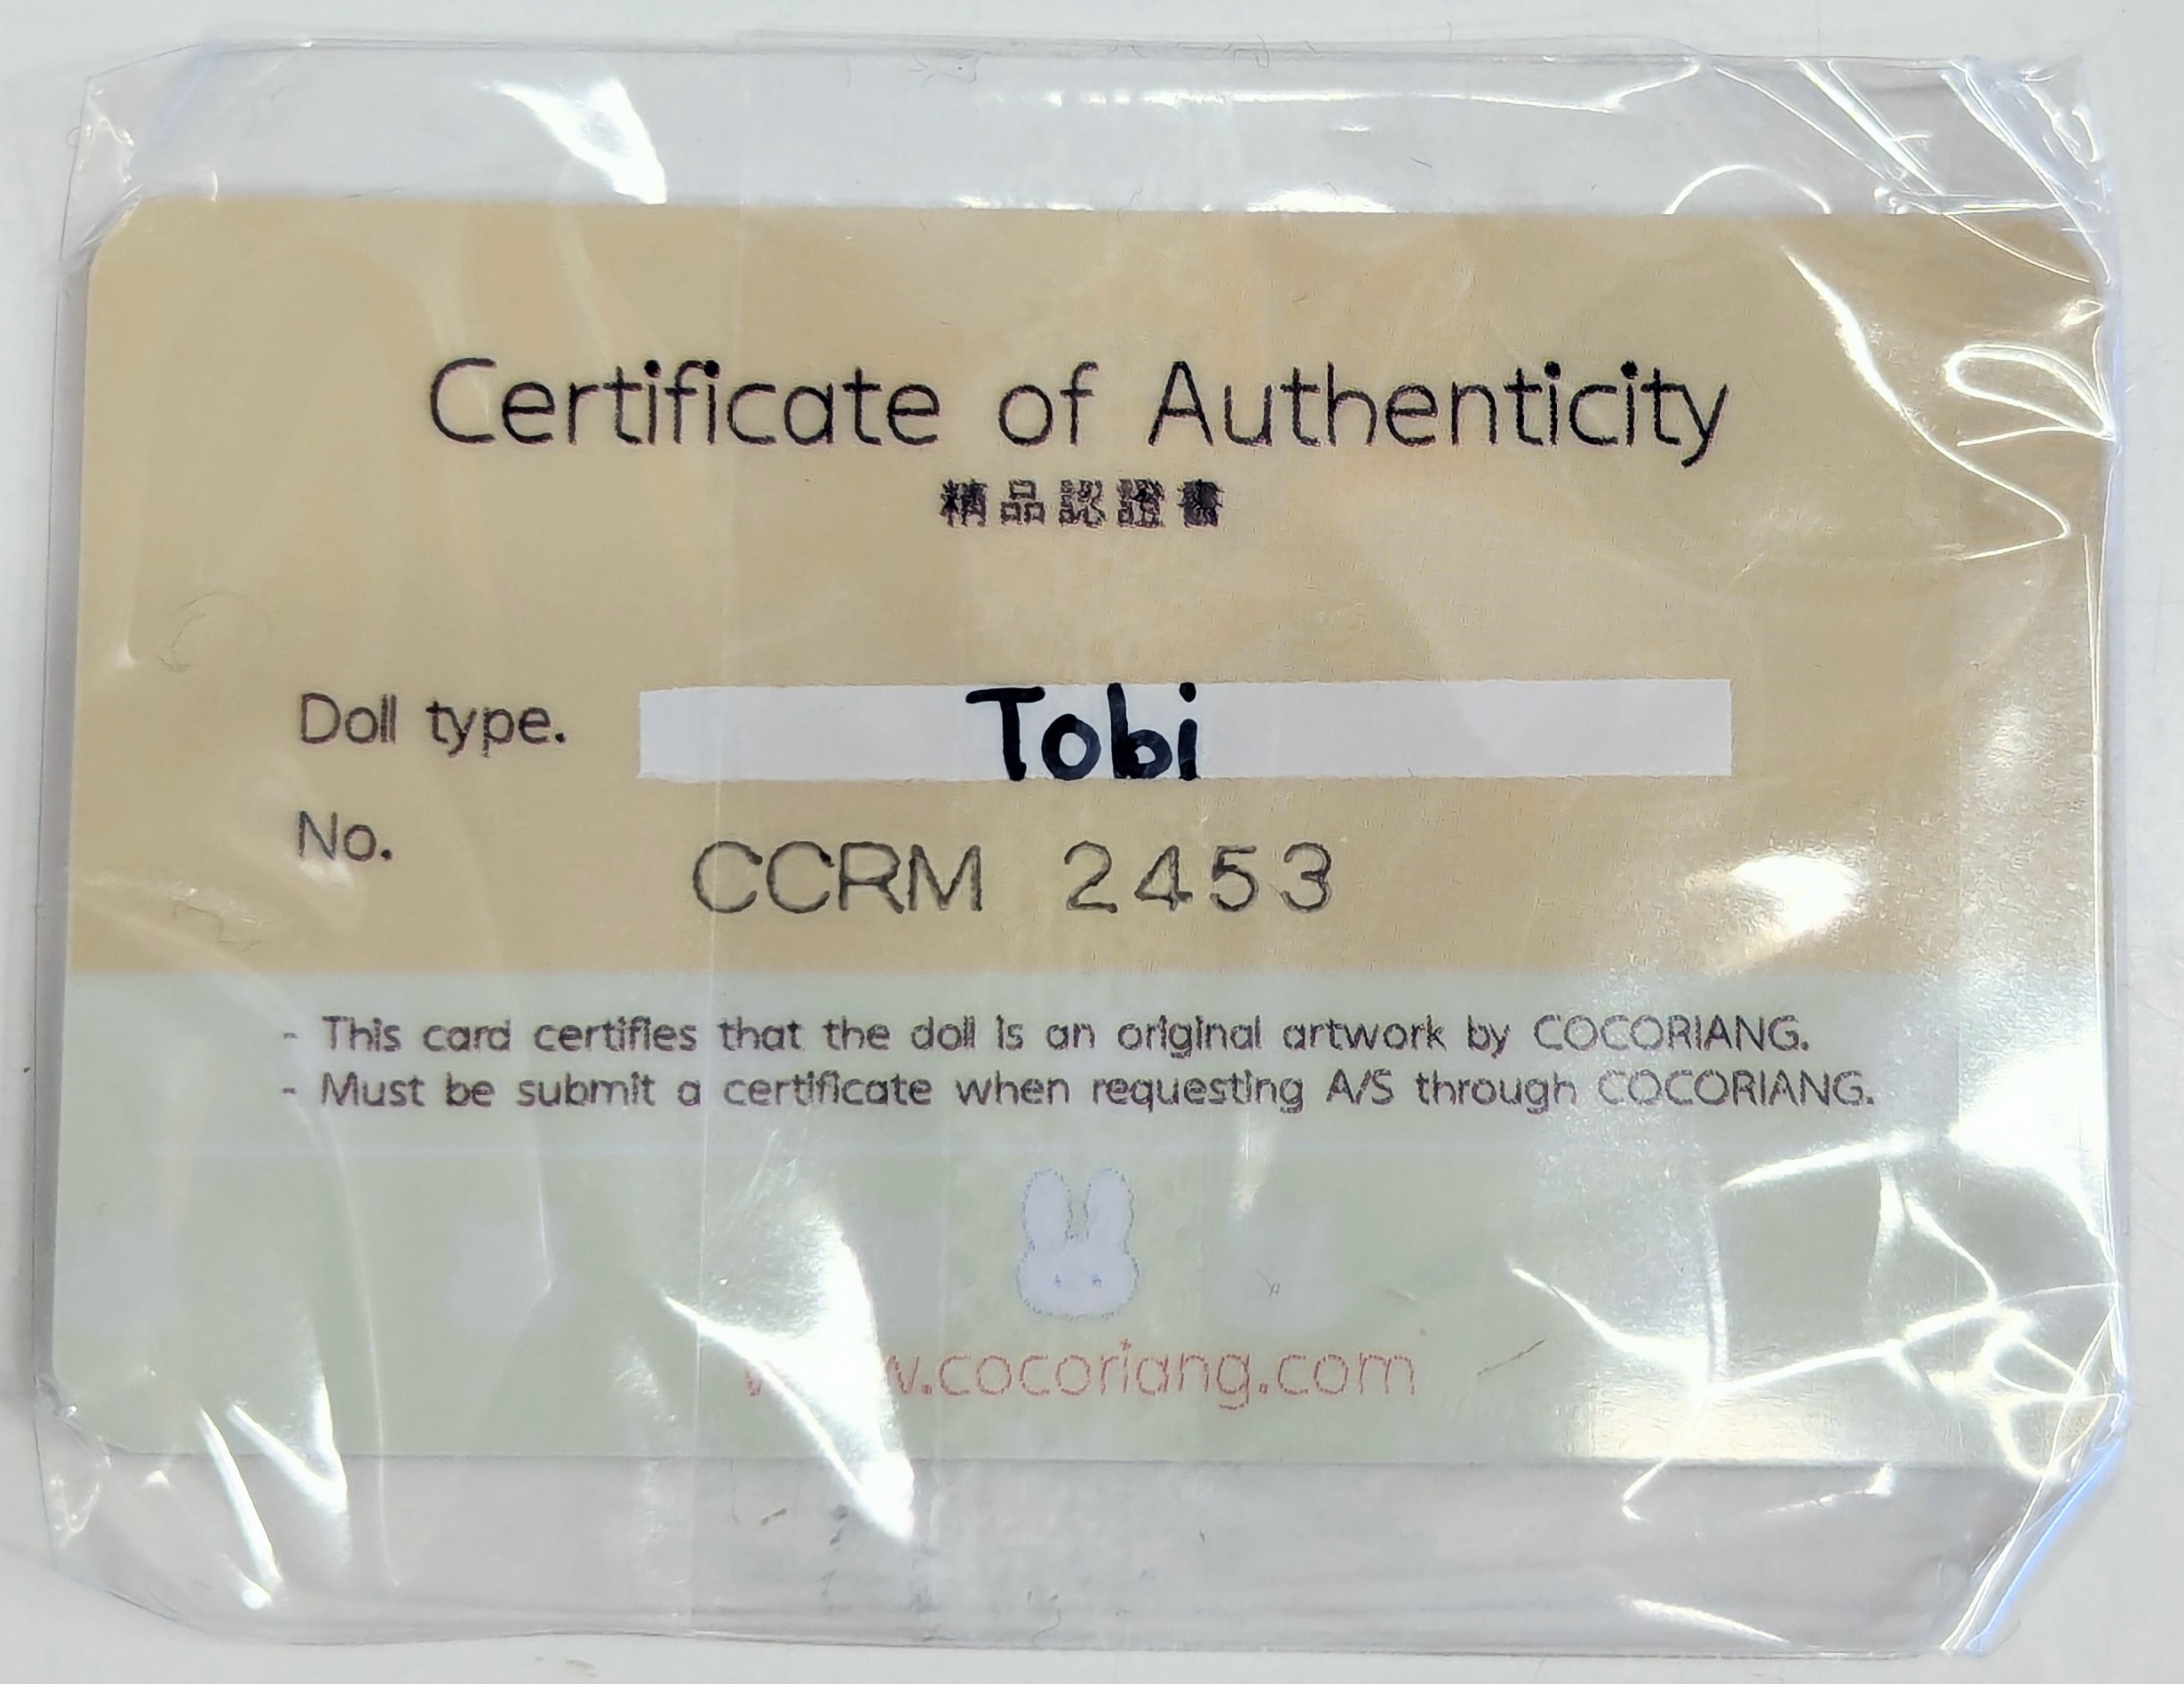 Certificate of Authenticity
精品認證書
Doll type. Tobi
No. CCRM 2453
- This card certifies that the doll is an original artwork by COCORIANG.
- Must be submit a certificate when requesting A/S through COCORIANG.
www.cocoriang.com